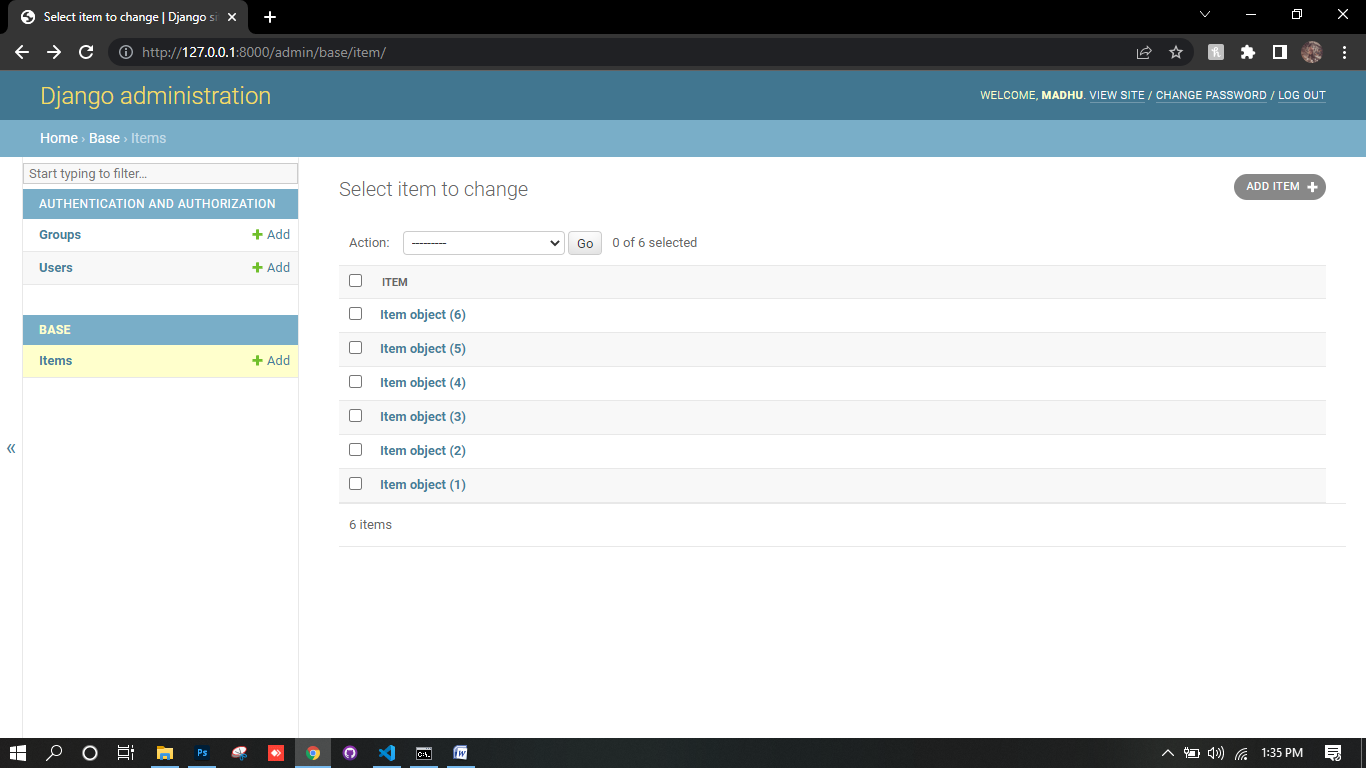 Select item to change | Django si
http://127.0.0.1:8000/admin/base/item/
Django administration
WELCOME, MADHU. VIEW SITE / CHANGE PASSWORD / LOG OUT
Home › Base › Items
Start typing to filter...
AUTHENTICATION AND AUTHORIZATION
Groups + Add
Users + Add
BASE
Items + Add
«
Select item to change
ADD ITEM +
Action: --------- Go 0 of 6 selected
ITEM
Item object (6)
Item object (5)
Item object (4)
Item object (3)
Item object (2)
Item object (1)
6 items
Ps
C:\.
W
1:35 PM